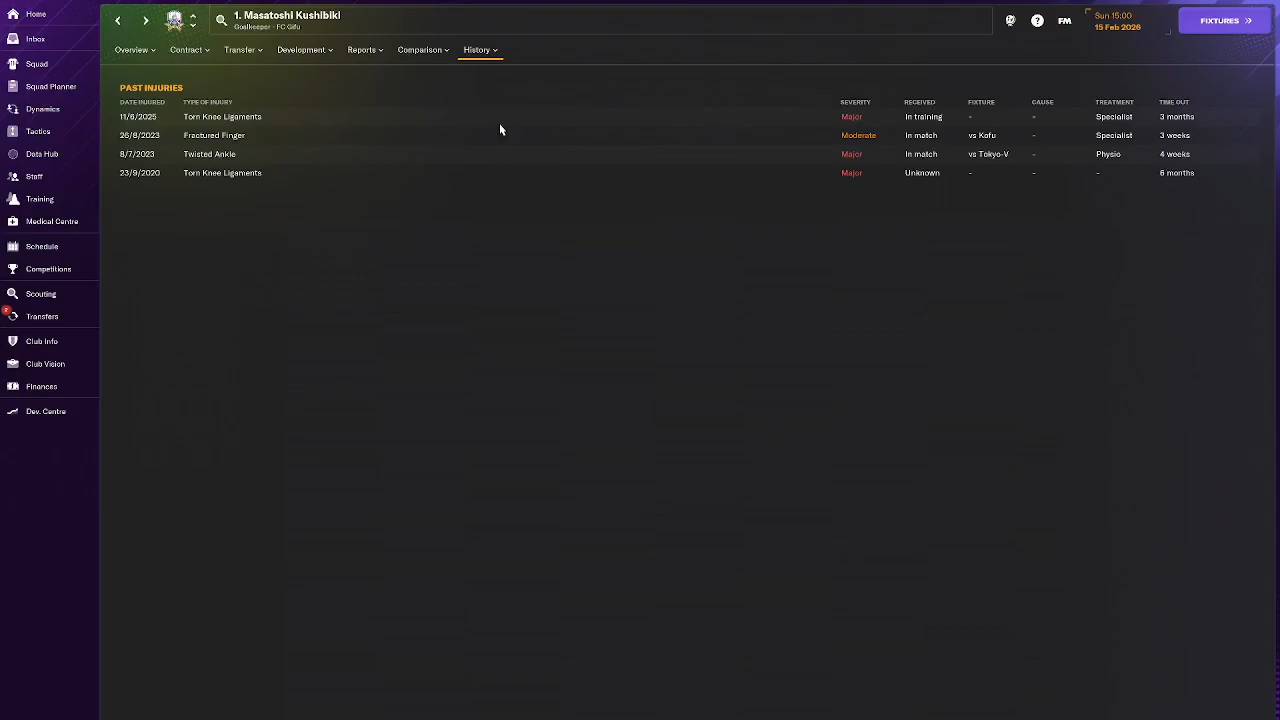 Home
1. Masatoshi Kushibiki
Goalkeeper - FC Gifu
FM
Sun 15:00
15 Feb 2026
FIXTURES
Inbox
Overview Contract Transfer Development Reports Comparison History
Squad
Squad Planner
Dynamics
Tactics
Data Hub
Staff
Training
Medical Centre
Schedule
Competitions
Scouting
2
Transfers
Club Info
Club Vision
Finances
Dev. Centre
PAST INJURIES
DATE INJURED TYPE OF INJURY SEVERITY RECEIVED FIXTURE CAUSE TREATMENT TIME OUT
11/6/2025 Torn Knee Ligaments Major In training - - Specialist 3 months
26/8/2023 Fractured Finger Moderate In match vs Kofu - Specialist 3 weeks
8/7/2023 Twisted Ankle Major In match vs Tokyo-V - Physio 4 weeks
23/9/2020 Torn Knee Ligaments Major Unknown - - - 6 months